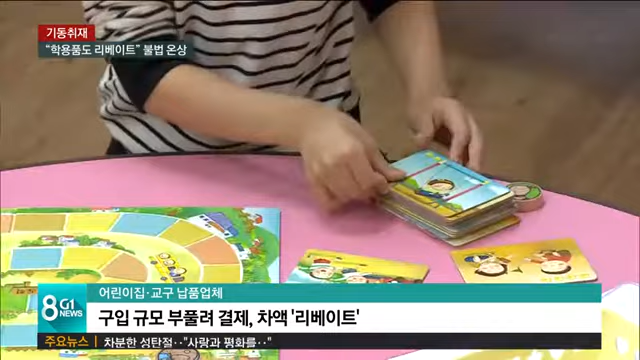 기동취재
"학용품도 리베이트" 불법 온상
어린이집·교구 납품업체
8 G1 NEWS
구입 규모 부풀려 결제, 차액 '리베이트'
주요뉴스
차분한 성탄절‥"사랑과 평화를‥"